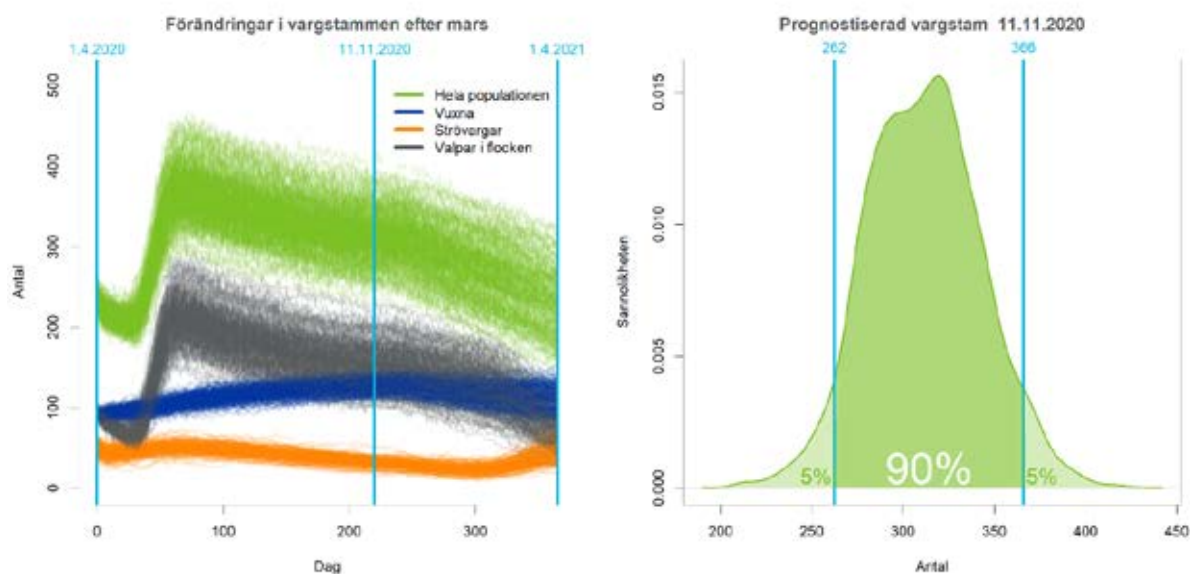 Förändringar i vargstammen efter mars
1.4.2020
11.11.2020
1.4.2021
Hela populationen
Vuxna
Strövargar
Valpar i flocken
Antal
500
400
300
200
100
0
0
100
200
300
Dag
Prognostiserad vargstam 11.11.2020
262
366
Sannolikheten
0.015
0.010
0.005
0.000
5%
90%
5%
200
250
300
350
400
450
Antal